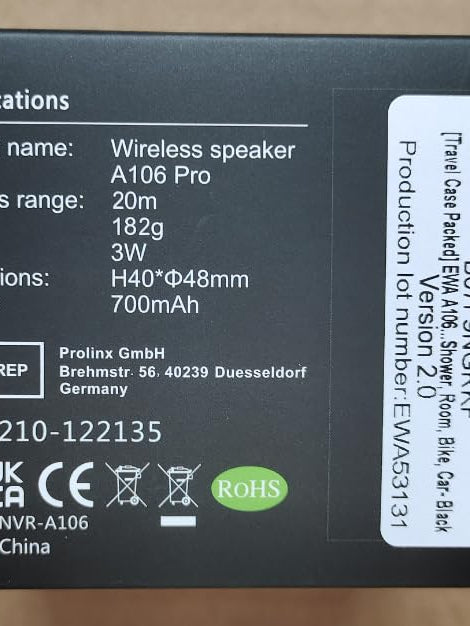 cations
name: Wireless speaker
A106 Pro
s range: 20m
182g
3W
ions: H40*Φ48mm
700mAh
REP
Prolinx GmbH
Brehmstr. 56, 40239 Duesseldorf
Germany
210-122135
UK
CA
CE
RoHS
NVR-A106
China
[Travel Case Packed] EWA A106...Shower, Room, Bike, Car- Black
Version 2.0
Production lot number:EWA53131